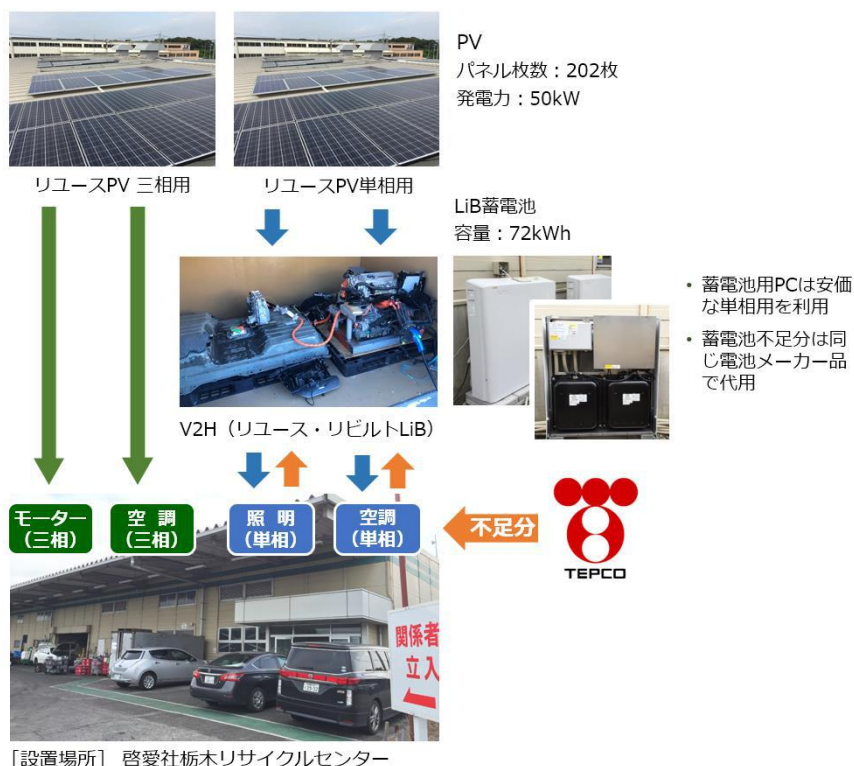 PV
パネル枚数：202枚
発電力：50kW
リユースPV 三相用
リユースPV単相用
LiB蓄電池
容量：72kWh
・ 蓄電池用PCは安価
な単相用を利用
・ 蓄電池不足分は同
じ電池メーカー品
で代用
V2H（リユース・リビルトLiB）
モーター
（三相）
空 調
（三相）
照 明
（単相）
空調
（単相）
不足分
TEPCO
関係者
立入
［設置場所］ 啓愛社栃木リサイクルセンター